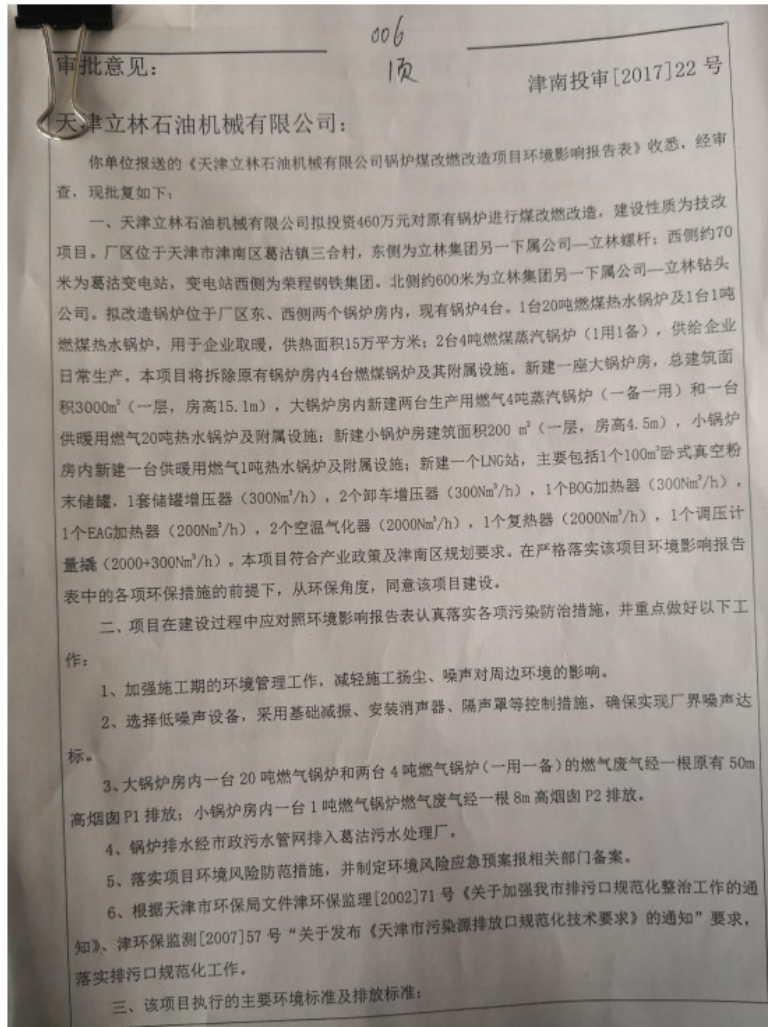 006
页
审批意见：
津南投审[2017]22 号
天津立林石油机械有限公司：
你单位报送的《天津立林石油机械有限公司锅炉煤改燃改造项目环境影响报告表》收悉，经审
查，现批复如下：
一、天津立林石油机械有限公司拟投资460万元对原有锅炉进行煤改燃改造，建设性质为技改
项目。厂区位于天津市津南区葛沽镇三合村，东侧为立林集团另一下属公司—立林螺杆；西侧约70
米为葛沽变电站，变电站西侧为荣程钢铁集团。北侧约600米为立林集团另一下属公司—立林钻头
公司。拟改造锅炉位于厂区东、西侧两个锅炉房内，现有锅炉4台。1台20吨燃煤热水锅炉及1台1吨
燃煤热水锅炉，用于企业取暖，供热面积15万平方米；2台4吨燃煤蒸汽锅炉（1用1备），供给企业
日常生产。本项目将拆除原有锅炉房内4台燃煤锅炉及其附属设施。新建一座大锅炉房，总建筑面
积3000m²（一层，房高15.1m），大锅炉房内新建两台生产用燃气4吨蒸汽锅炉（一备一用）和一台
供暖用燃气20吨热水锅炉及附属设施；新建小锅炉房建筑面积200 m²（一层，房高4.5m），小锅炉
房内新建一台供暖用燃气1吨热水锅炉及附属设施；新建一个LNG站，主要包括1个100m³卧式真空粉
末储罐，1套储罐增压器（300Nm³/h），2个卸车增压器（300Nm³/h），1个BOG加热器（300Nm³/h），
1个EAG加热器（200Nm³/h），2个空温气化器（2000Nm³/h），1个复热器（2000Nm³/h），1个调压计
量撬（2000+300Nm³/h）。本项目符合产业政策及津南区规划要求。在严格落实该项目环境影响报告
表中的各项环保措施的前提下，从环保角度，同意该项目建设。
二、项目在建设过程中应对照环境影响报告表认真落实各项污染防治措施，并重点做好以下工
作：
1、加强施工期的环境管理工作，减轻施工扬尘、噪声对周边环境的影响。
2、选择低噪声设备，采用基础减振、安装消声器、隔声罩等控制措施，确保实现厂界噪声达
标。
3、大锅炉房内一台 20 吨燃气锅炉和两台 4 吨燃气锅炉（一用一备）的燃气废气经一根原有 50m
高烟囱 P1 排放；小锅炉房内一台 1 吨燃气锅炉燃气废气经一根 8m 高烟囱 P2 排放。
4、锅炉排水经市政污水管网排入葛沽污水处理厂。
5、落实项目环境风险防范措施，并制定环境风险应急预案报相关部门备案。
6、根据天津市环保局文件津环保监理[2002]71 号《关于加强我市排污口规范化整治工作的通
知》、津环保监测[2007]57 号“关于发布《天津市污染源排放口规范化技术要求》的通知”要求，
落实排污口规范化工作。
三、该项目执行的主要环境标准及排放标准：